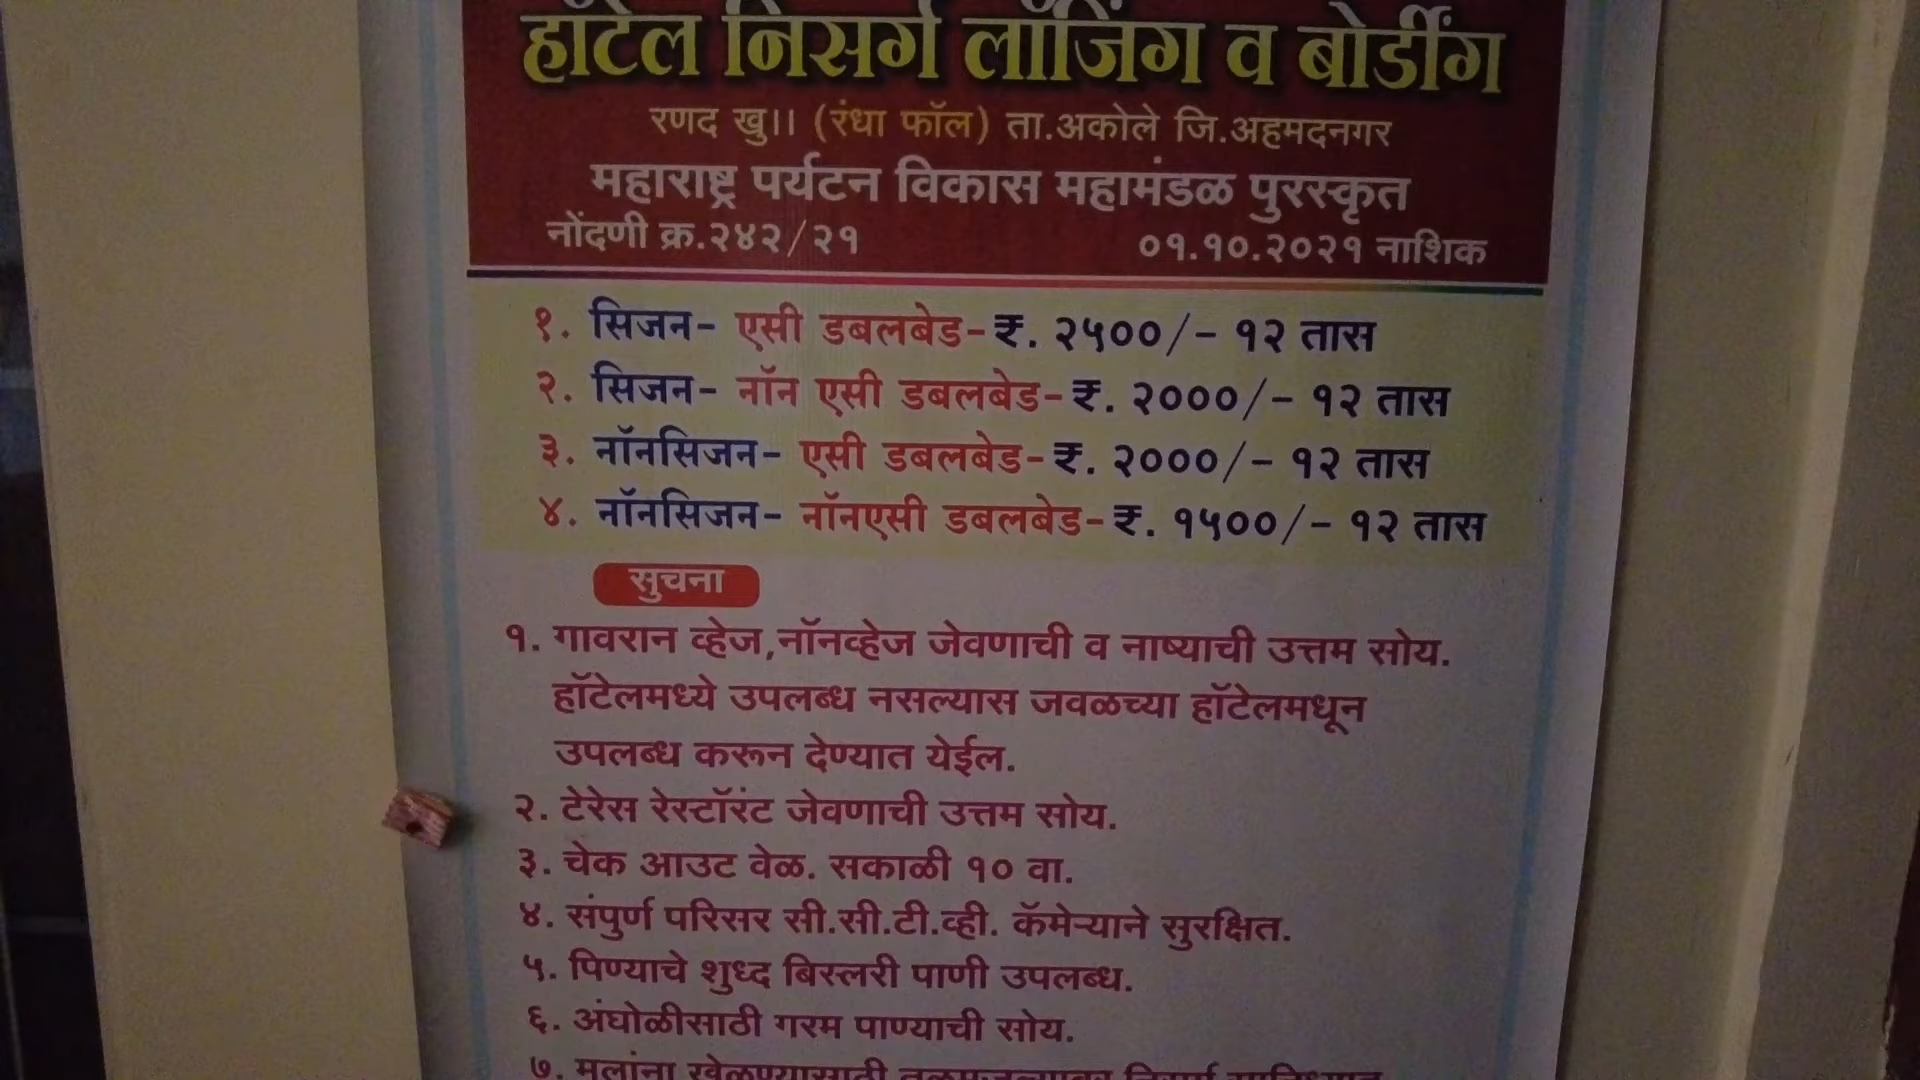 हॉटेल निसर्ग लॉजिंग व बोर्डींग
रणद खु।। (रंधा फॉल) ता.अकोले जि.अहमदनगर
महाराष्ट्र पर्यटन विकास महामंडळ पुरस्कृत
नोंदणी क्र.२४२/२१ ०१.१०.२०२१ नाशिक
१. सिजन- एसी डबलबेड-₹. २५००/- १२ तास
२. सिजन- नॉन एसी डबलबेड-₹. २०००/- १२ तास
३. नॉनसिजन- एसी डबलबेड-₹. २०००/- १२ तास
४. नॉनसिजन- नॉनएसी डबलबेड-₹. १५००/- १२ तास
सुचना
१. गावरान व्हेज,नॉनव्हेज जेवणाची व नाष्याची उत्तम सोय.
हॉटेलमध्ये उपलब्ध नसल्यास जवळच्या हॉटेलमधून
उपलब्ध करून देण्यात येईल.
२. टेरेस रेस्टॉरंट जेवणाची उत्तम सोय.
३. चेक आउट वेळ. सकाळी १० वा.
४. संपुर्ण परिसर सी.सी.टी.व्ही. कॅमेऱ्याने सुरक्षित.
५. पिण्याचे शुध्द बिस्लरी पाणी उपलब्ध.
६. अंघोळीसाठी गरम पाण्याची सोय.
७. मुलांना खेळण्यासाठी